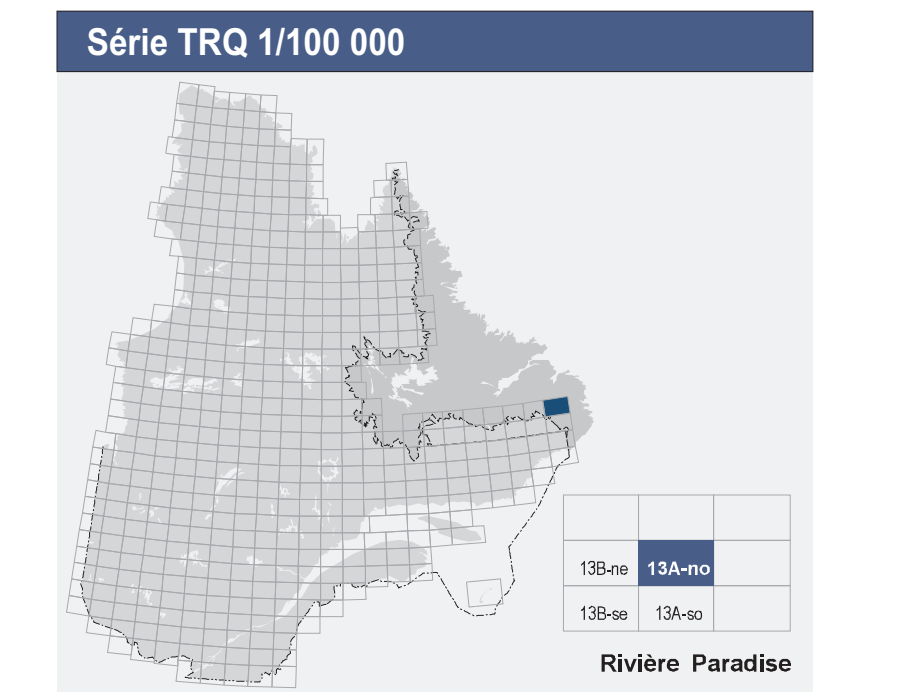 Série TRQ 1/100 000
13B-ne 13A-no
13B-se 13A-so
Rivière Paradise